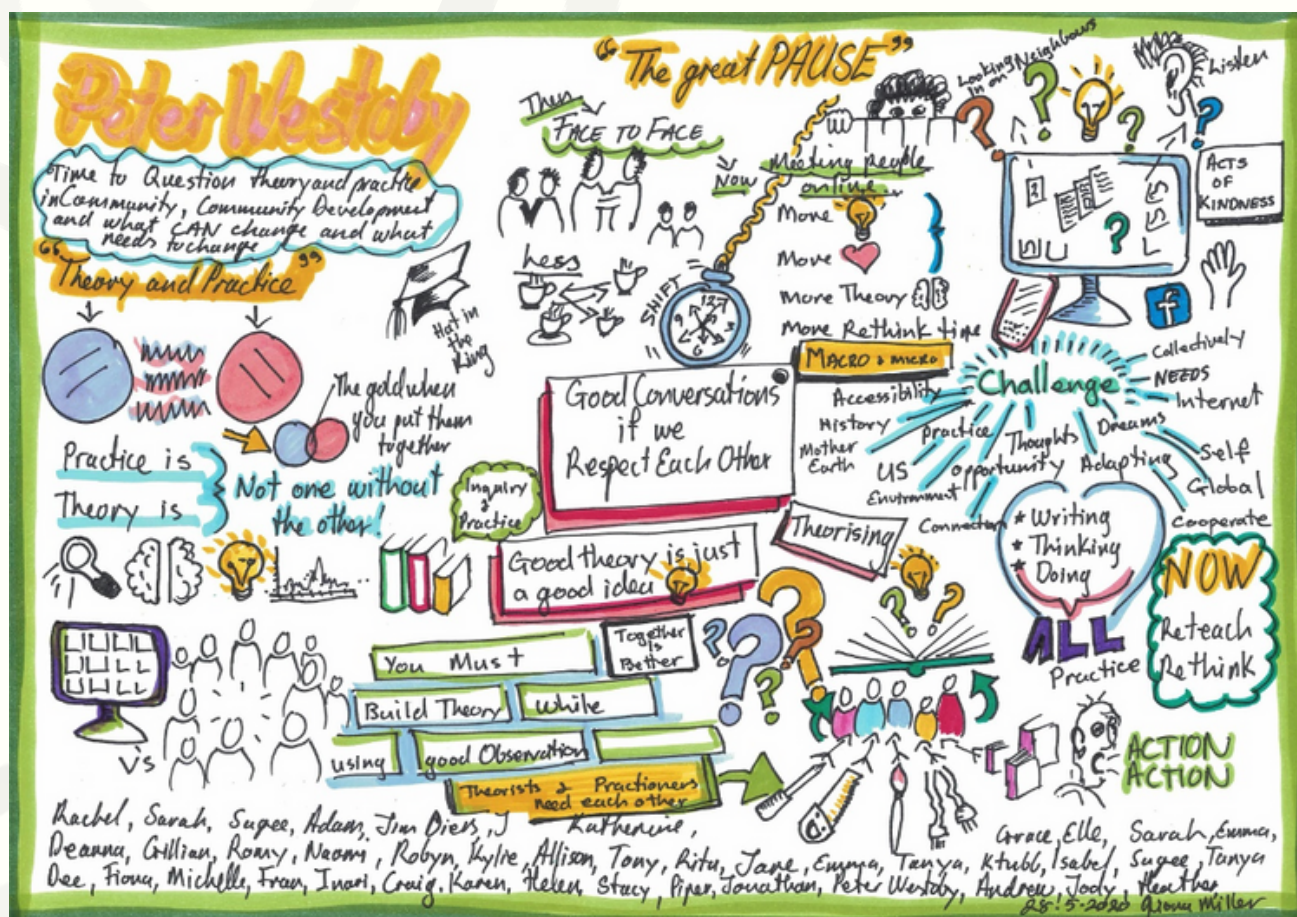 Peter Westoby
Time to Question theory and practice
in Community, Community Development
and what CAN change and what
needs to change
"Theory and Practice"
Hat in
the
Ring
The gold when
you put them
together
Practice is
Theory is
Not one without
the other!
"The great PAUSE"
Then
FACE TO FACE
Now
Meeting people
online
Less
SHIFT
More
More
More Theory
More Rethink time
MACRO & MICRO
Looking in on Neighbours
Listen
ACTS
OF
KINDNESS
f
Good Conversations
if we
Respect Each Other
Inquiry
&
Practice
Good theory is just
a good idea
Theorising
Challenge
Accessibility
History
Mother
Earth
Practice
US
Environment
Opportunity
Thoughts
Connection
Dreams
Adapting
Collectively
NEEDS
Internet
Self
Global
Cooperate
* Writing
* Thinking
* Doing
ALL
Practice
NOW
Reteach
Rethink
V's
You Must
Together
Is
Better
Build Theory
while
using
good Observation
Theorists & Practioners
need each other
ACTION
ACTION
Rachel, Sarah, Sugee, Adam, Jim Diers, J Katherine, Grace, Elle, Sarah, Emma,
Deanna, Gillian, Romy, Naomi, Robyn, Kylie, Allison, Tony, Ritu, Jane, Emma, Tanya, Ktubb, Isabel, Sugee, Tanya
Dee, Fiona, Michelle, Fran, Inari, Craig, Karen, Helen, Stacy, Piper, Jonathan, Peter Westoby, Andrew, Jody, Heather
28.5.2020 Fiona Miller